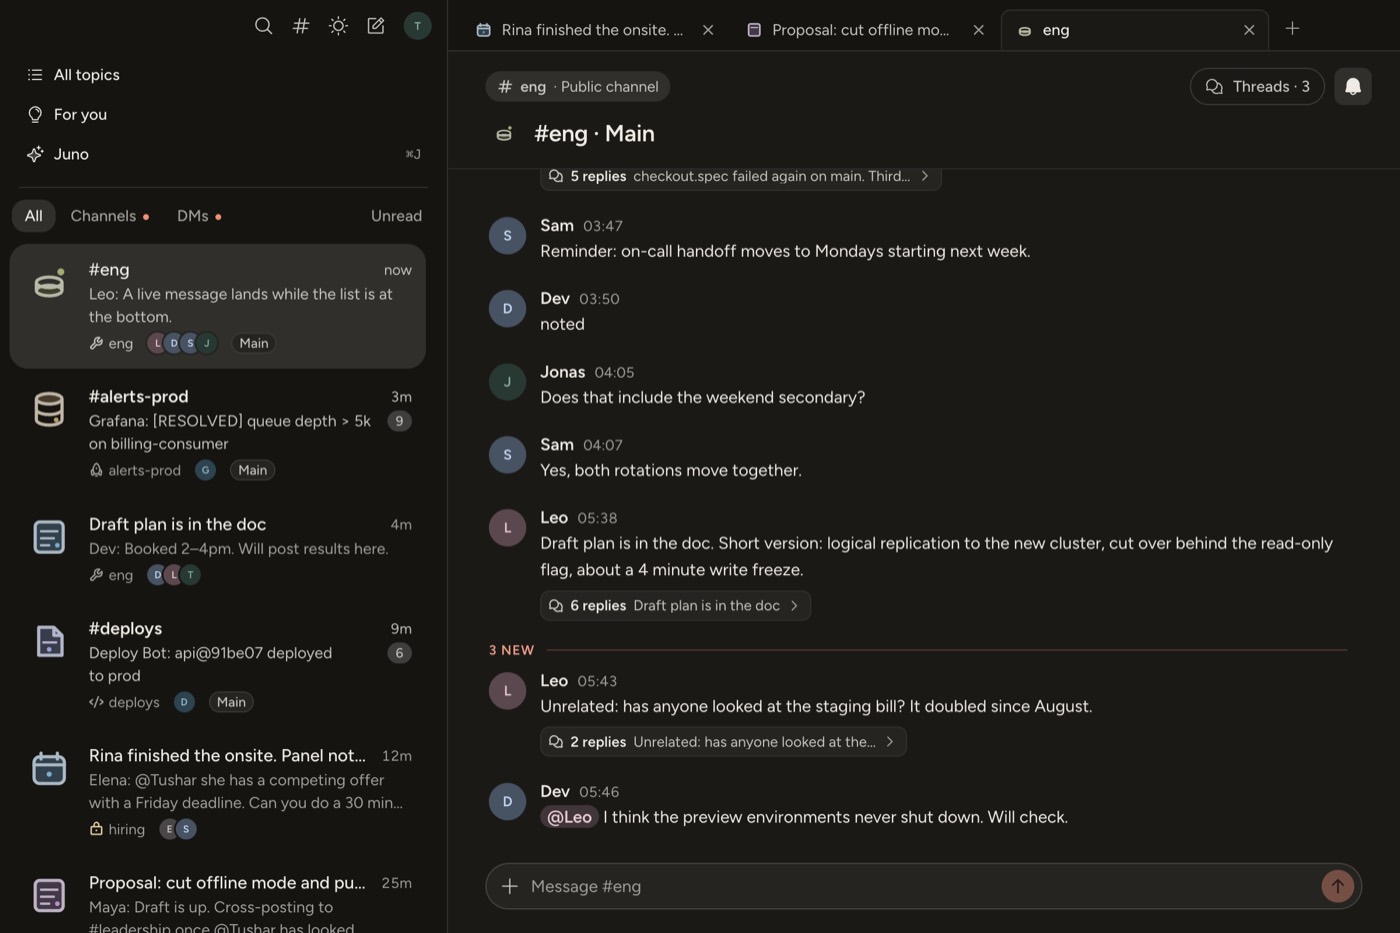 T
All topics
For you
Juno ⌘J
All Channels DMs Unread
#eng now
Leo: A live message lands while the list is at
the bottom.
eng L D S J Main
#alerts-prod 3m
Grafana: [RESOLVED] queue depth > 5k 9
on billing-consumer
alerts-prod G Main
Draft plan is in the doc 4m
Dev: Booked 2–4pm. Will post results here.
eng D L T
#deploys 9m
Deploy Bot: api@91be07 deployed 6
to prod
deploys D Main
Rina finished the onsite. Panel not... 12m
Elena: @Tushar she has a competing offer
with a Friday deadline. Can you do a 30 min...
hiring E S
Proposal: cut offline mode and pu... 25m
Maya: Draft is up. Cross-posting to
#leadership once @Tushar has looked
Rina finished the onsite. ... Proposal: cut offline mo... eng
# eng · Public channel Threads · 3
#eng · Main
5 replies checkout.spec failed again on main. Third...
S Sam 03:47
Reminder: on-call handoff moves to Mondays starting next week.
D Dev 03:50
noted
J Jonas 04:05
Does that include the weekend secondary?
S Sam 04:07
Yes, both rotations move together.
L Leo 05:38
Draft plan is in the doc. Short version: logical replication to the new cluster, cut over behind the read-only
flag, about a 4 minute write freeze.
6 replies Draft plan is in the doc
3 NEW
L Leo 05:43
Unrelated: has anyone looked at the staging bill? It doubled since August.
2 replies Unrelated: has anyone looked at the...
D Dev 05:46
@Leo I think the preview environments never shut down. Will check.
Message #eng